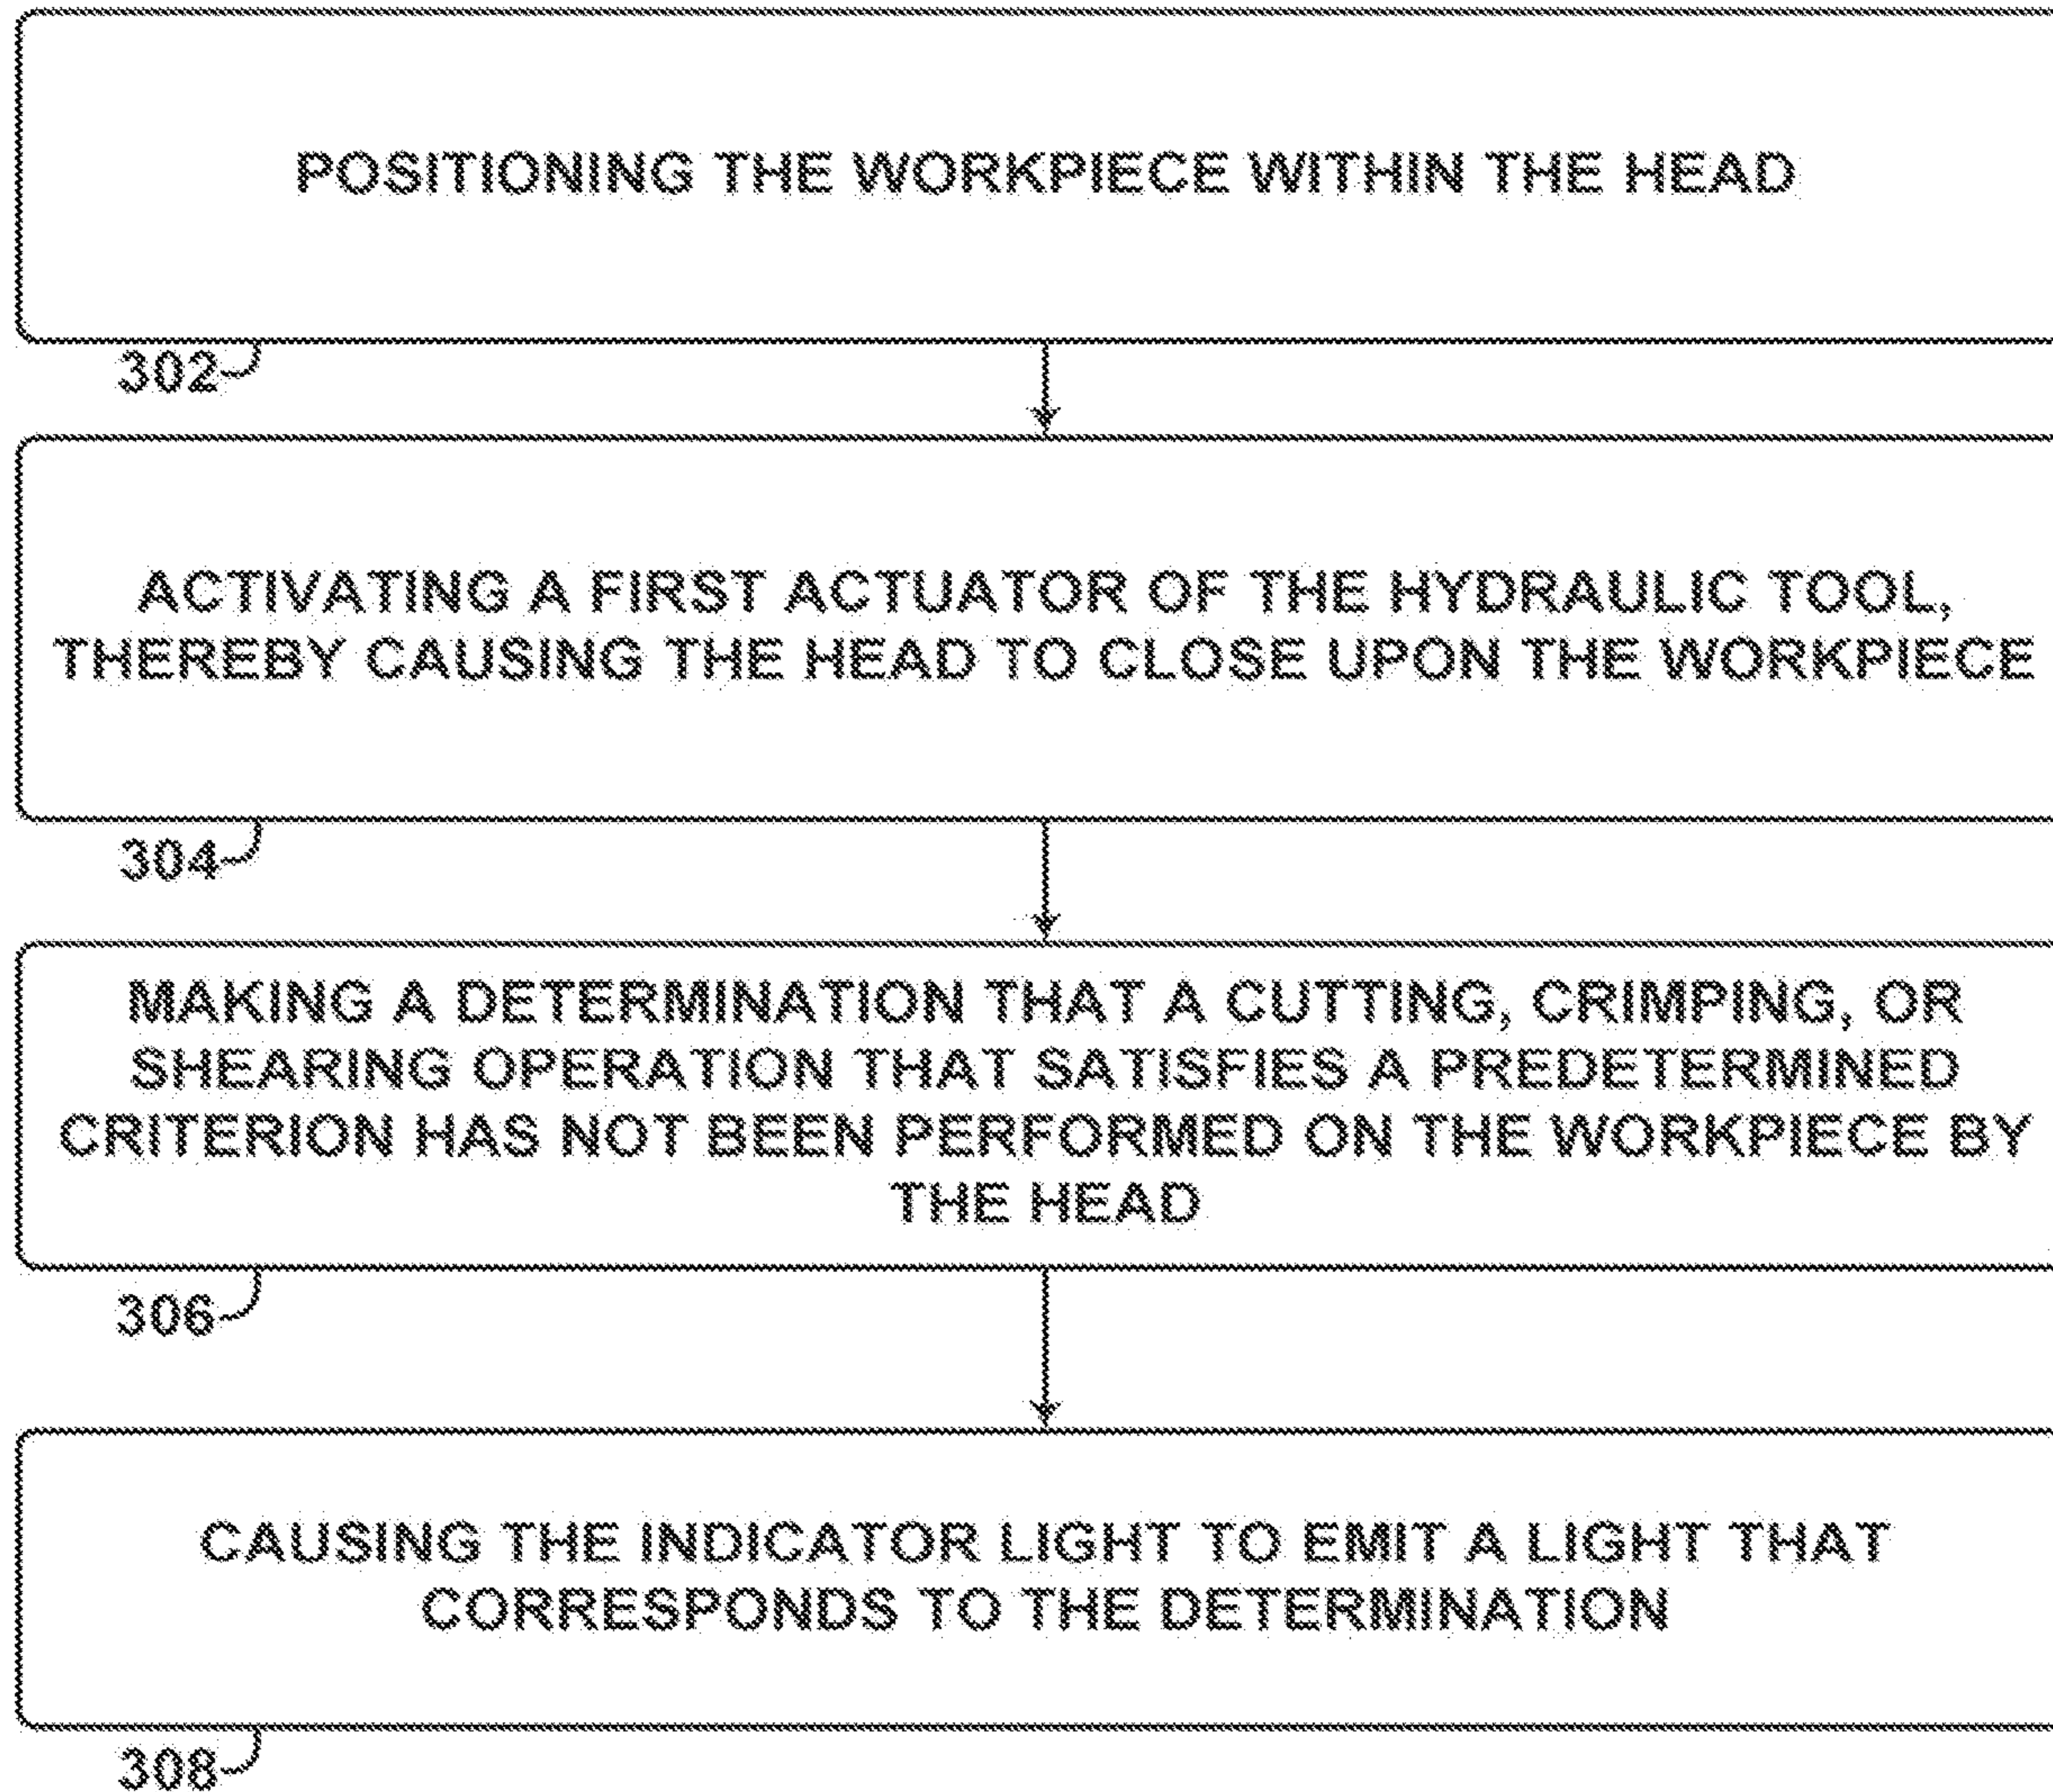 POSITIONING THE WORKPIECE WITHIN THE HEAD
302
ACTIVATING A FIRST ACTUATOR OF THE HYDRAULIC TOOL,
THEREBY CAUSING THE HEAD TO CLOSE UPON THE WORKPIECE
304
MAKING A DETERMINATION THAT A CUTTING, CRIMPING, OR
SHEARING OPERATION THAT SATISFIES A PREDETERMINED
CRITERION HAS NOT BEEN PERFORMED ON THE WORKPIECE BY
THE HEAD
306
CAUSING THE INDICATOR LIGHT TO EMIT A LIGHT THAT
CORRESPONDS TO THE DETERMINATION
308